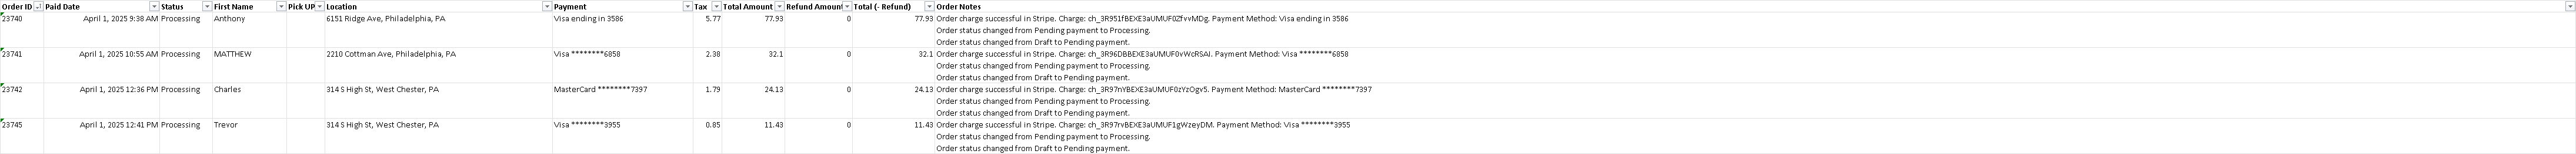 Order ID Paid Date Status First Name Pick UP Location Payment Tax Total Amount Refund Amount Total (- Refund) Order Notes
23740 April 1, 2025 9:38 AM Processing Anthony 6151 Ridge Ave, Philadelphia, PA Visa ending in 3586 5.77 77.93 0 77.93 Order charge successful in Stripe. Charge: ch_3R951fBEXE3aUMUF0ZfvvMDg. Payment Method: Visa ending in 3586
Order status changed from Pending payment to Processing.
Order status changed from Draft to Pending payment.
23741 April 1, 2025 10:55 AM Processing MATTHEW 2210 Cottman Ave, Philadelphia, PA Visa ********6858 2.38 32.1 0 32.1 Order charge successful in Stripe. Charge: ch_3R96DBBEXE3aUMUF0vWcRSAI. Payment Method: Visa ********6858
Order status changed from Pending payment to Processing.
Order status changed from Draft to Pending payment.
23742 April 1, 2025 12:36 PM Processing Charles 314 S High St, West Chester, PA MasterCard ********7397 1.79 24.13 0 24.13 Order charge successful in Stripe. Charge: ch_3R97nYBEXE3aUMUF0zYzOgv5. Payment Method: MasterCard ********7397
Order status changed from Pending payment to Processing.
Order status changed from Draft to Pending payment.
23745 April 1, 2025 12:41 PM Processing Trevor 314 S High St, West Chester, PA Visa ********3955 0.85 11.43 0 11.43 Order charge successful in Stripe. Charge: ch_3R97rvBEXE3aUMUF1gWzeyDM. Payment Method: Visa ********3955
Order status changed from Pending payment to Processing.
Order status changed from Draft to Pending payment.